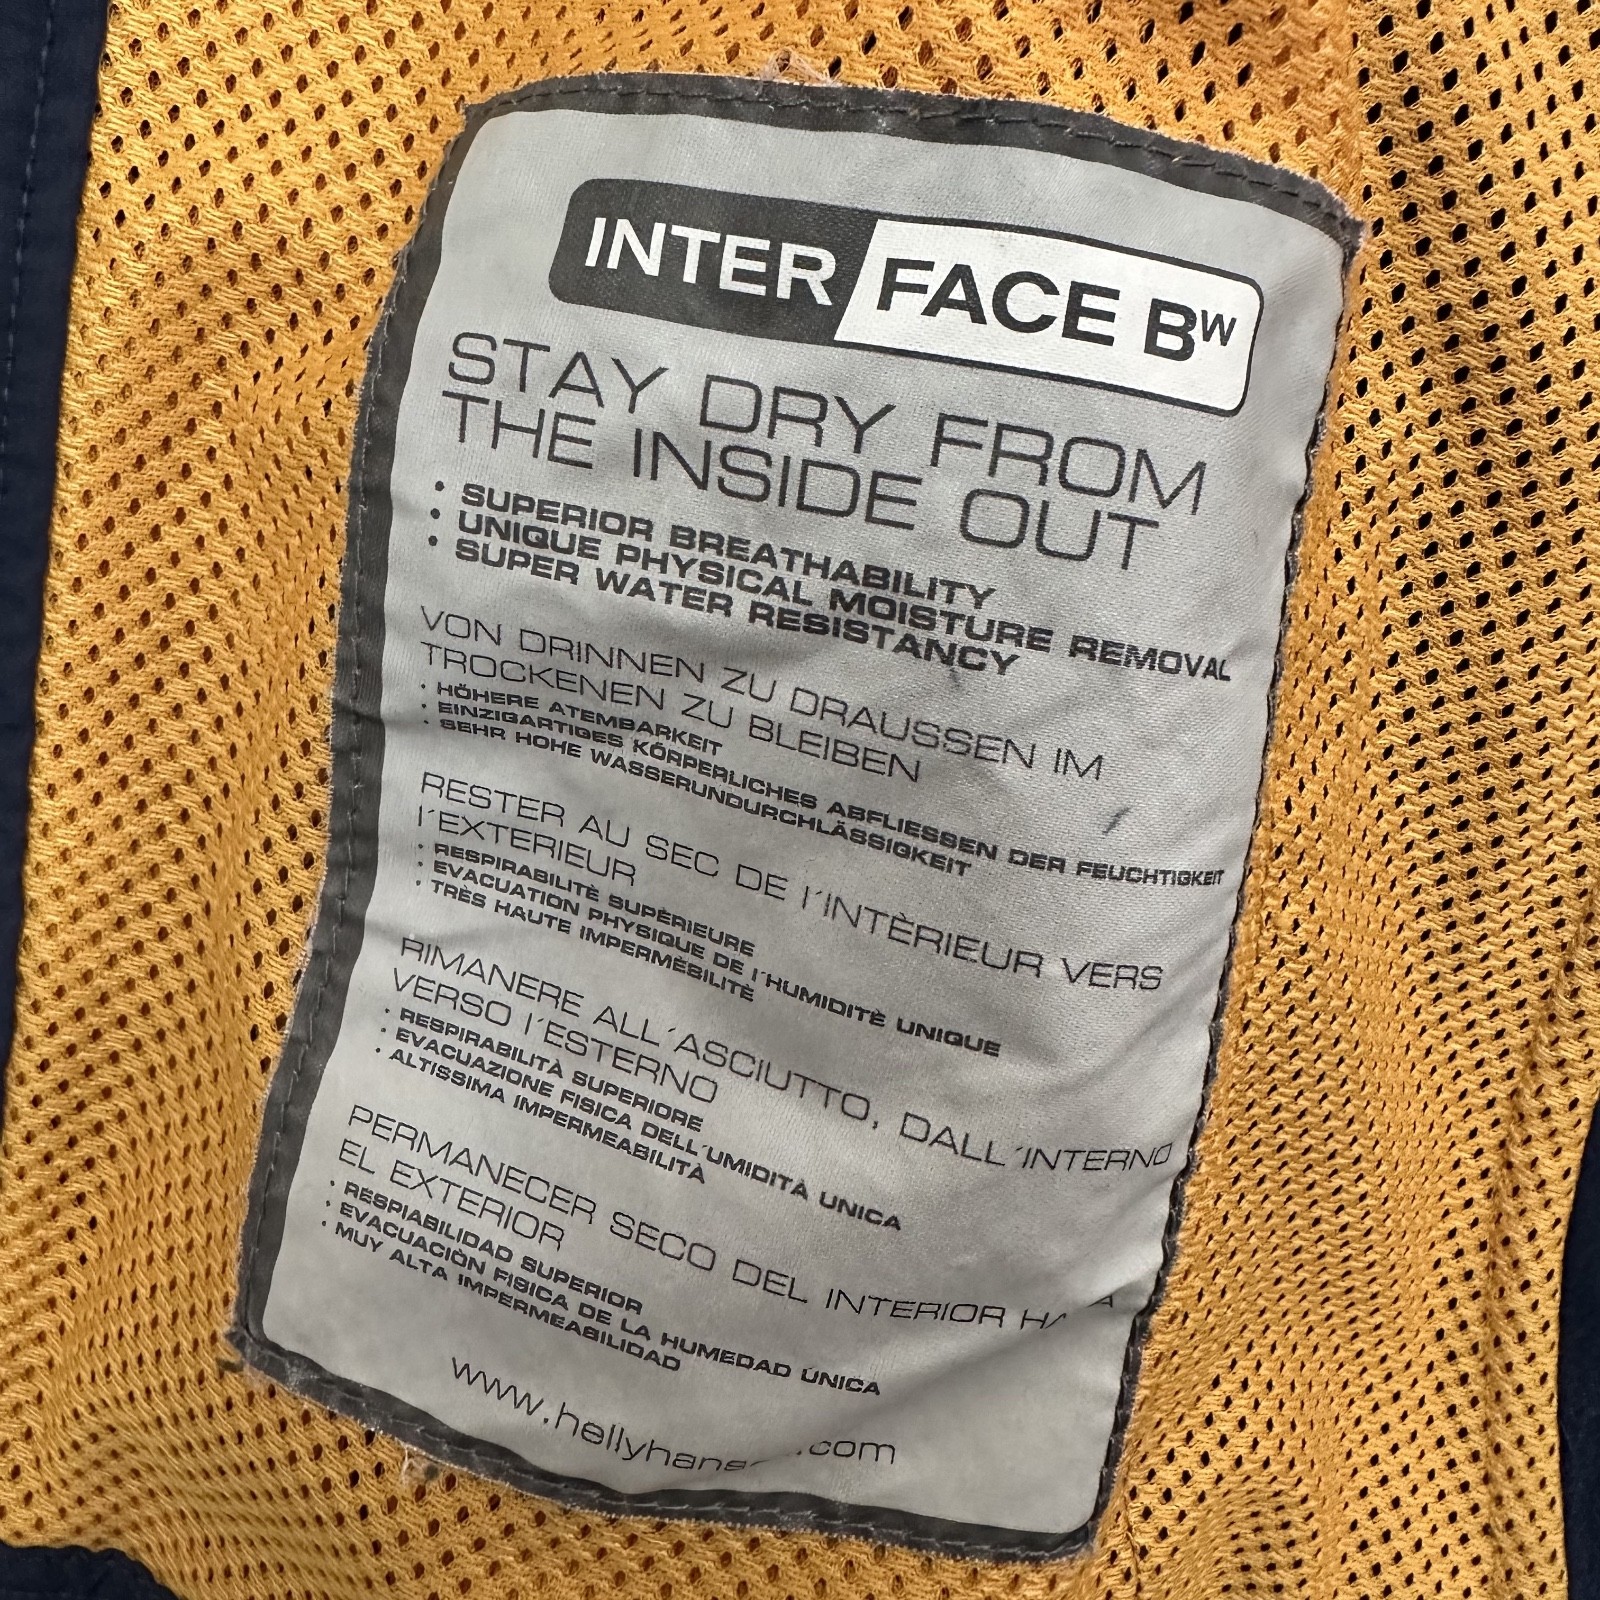 INTER FACE BW
STAY DRY FROM
THE INSIDE OUT
• SUPERIOR BREATHABILITY
• UNIQUE PHYSICAL MOISTURE REMOVAL
• SUPER WATER RESISTANCY
VON DRINNEN ZU DRAUSSEN IM
TROCKENEN ZU BLEIBEN
• HÖHERE ATEMBARKEIT
• EINZIGARTIGES KÖRPERLICHES ABFLIESSEN DER FEUCHTIGKEIT
• SEHR HOHE WASSERUNDURCHLÄSSIGKEIT
RESTER AU SEC DE l´INTÈRIEUR VERS
l´EXTERIEUR
• RESPIRABILITÈ SUPÈRIEURE
• EVACUATION PHYSIQUE DE l´HUMIDITÈ UNIQUE
• TRÈS HAUTE IMPERMÈBILITÈ
RIMANERE ALL´ASCIUTTO, DALL´INTERNO
VERSO l´ESTERNO
• RESPIRABILITÀ SUPERIORE
• EVACUAZIONE FISICA DELL´UMIDITÀ UNICA
• ALTISSIMA IMPERMEABILITÀ
PERMANECER SECO DEL INTERIOR
EL EXTERIOR
• RESPIABILIDAD SUPERIOR
• EVACUACIÒN FISICA DE LA HUMEDAD ÙNICA
• MUY ALTA IMPERMEABILIDAD